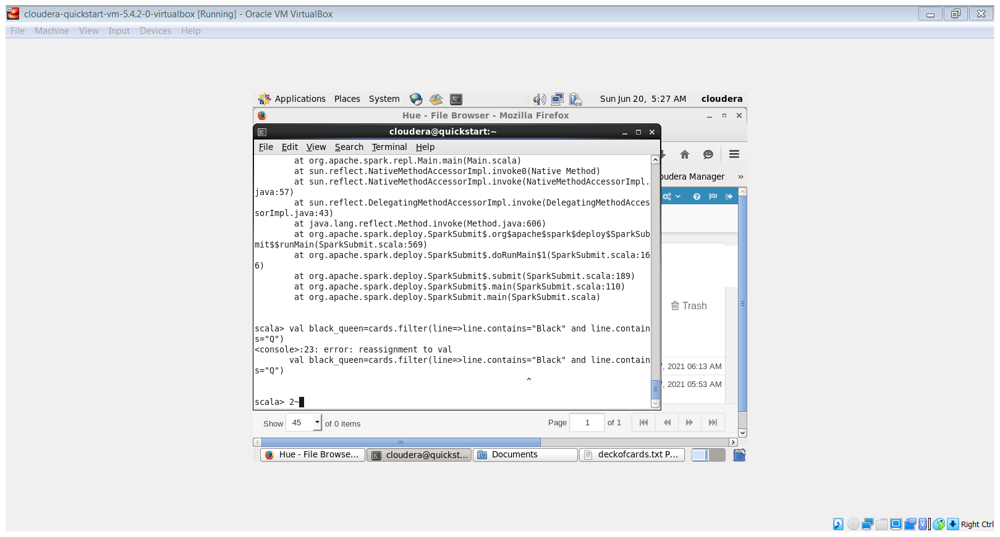 cloudera-quickstart-vm-5.4.2-0-virtualbox [Running] - Oracle VM VirtualBox
File Machine View Input Devices Help
Applications Places System Sun Jun 20, 5:27 AM cloudera
Hue - File Browser - Mozilla Firefox
cloudera@quickstart:~
File Edit View Search Terminal Help
at org.apache.spark.repl.Main.main(Main.scala)
at sun.reflect.NativeMethodAccessorImpl.invoke0(Native Method)
at sun.reflect.NativeMethodAccessorImpl.invoke(NativeMethodAccessorImpl.
java:57)
at sun.reflect.DelegatingMethodAccessorImpl.invoke(DelegatingMethodAcces
sorImpl.java:43)
at java.lang.reflect.Method.invoke(Method.java:606)
at org.apache.spark.deploy.SparkSubmit$.org$apache$spark$deploy$SparkSub
mit$$runMain(SparkSubmit.scala:569)
at org.apache.spark.deploy.SparkSubmit$.doRunMain$1(SparkSubmit.scala:16
6)
at org.apache.spark.deploy.SparkSubmit$.submit(SparkSubmit.scala:189)
at org.apache.spark.deploy.SparkSubmit$.main(SparkSubmit.scala:110)
at org.apache.spark.deploy.SparkSubmit.main(SparkSubmit.scala)
scala> val black_queen=cards.filter(line=>line.contains="Black" and line.contain
s="Q")
<console>:23: error: reassignment to val
val black_queen=cards.filter(line=>line.contains="Black" and line.contain
s="Q")
^
scala> 2~
oudera Manager »
Trash
7, 2021 06:13 AM
7, 2021 05:53 AM
Show 45 of 0 items Page 1 of 1
Hue - File Browse... cloudera@quickst... Documents deckofcards.txt P...
Right Ctrl